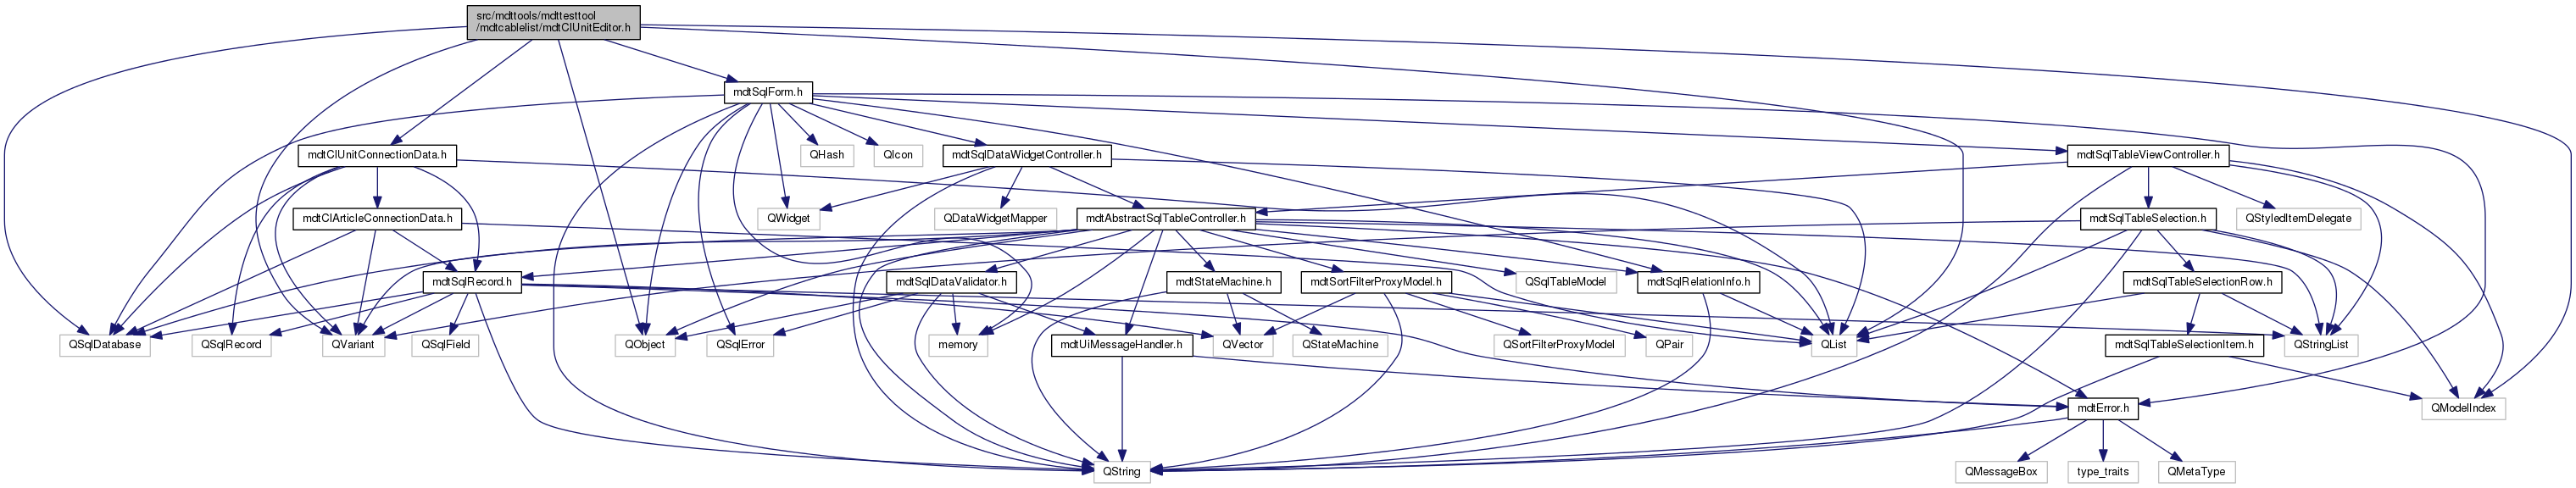 src/mdttools/mdttesttool
/mdtcablelist/mdtClUnitEditor.h
mdtSqlForm.h
mdtClUnitConnectionData.h
QHash
QIcon
mdtSqlDataWidgetController.h
mdtSqlTableViewController.h
mdtClArticleConnectionData.h
QWidget
QDataWidgetMapper
mdtAbstractSqlTableController.h
mdtSqlTableSelection.h
QStyledItemDelegate
mdtSqlRecord.h
mdtSqlDataValidator.h
mdtStateMachine.h
mdtSortFilterProxyModel.h
QSqlTableModel
mdtSqlRelationInfo.h
mdtSqlTableSelectionRow.h
QSqlDatabase
QSqlRecord
QVariant
QSqlField
QObject
QSqlError
memory
mdtUiMessageHandler.h
QVector
QStateMachine
QSortFilterProxyModel
QPair
QList
mdtSqlTableSelectionItem.h
QStringList
mdtError.h
QModelIndex
QString
QMessageBox
type_traits
QMetaType